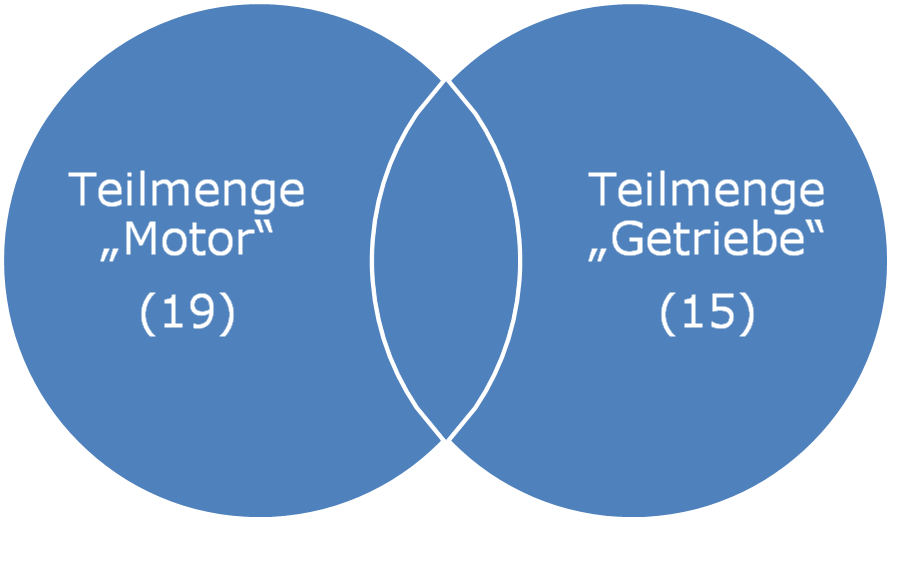 Teilmenge
„Motor“
(19)
Teilmenge
„Getriebe“
(15)